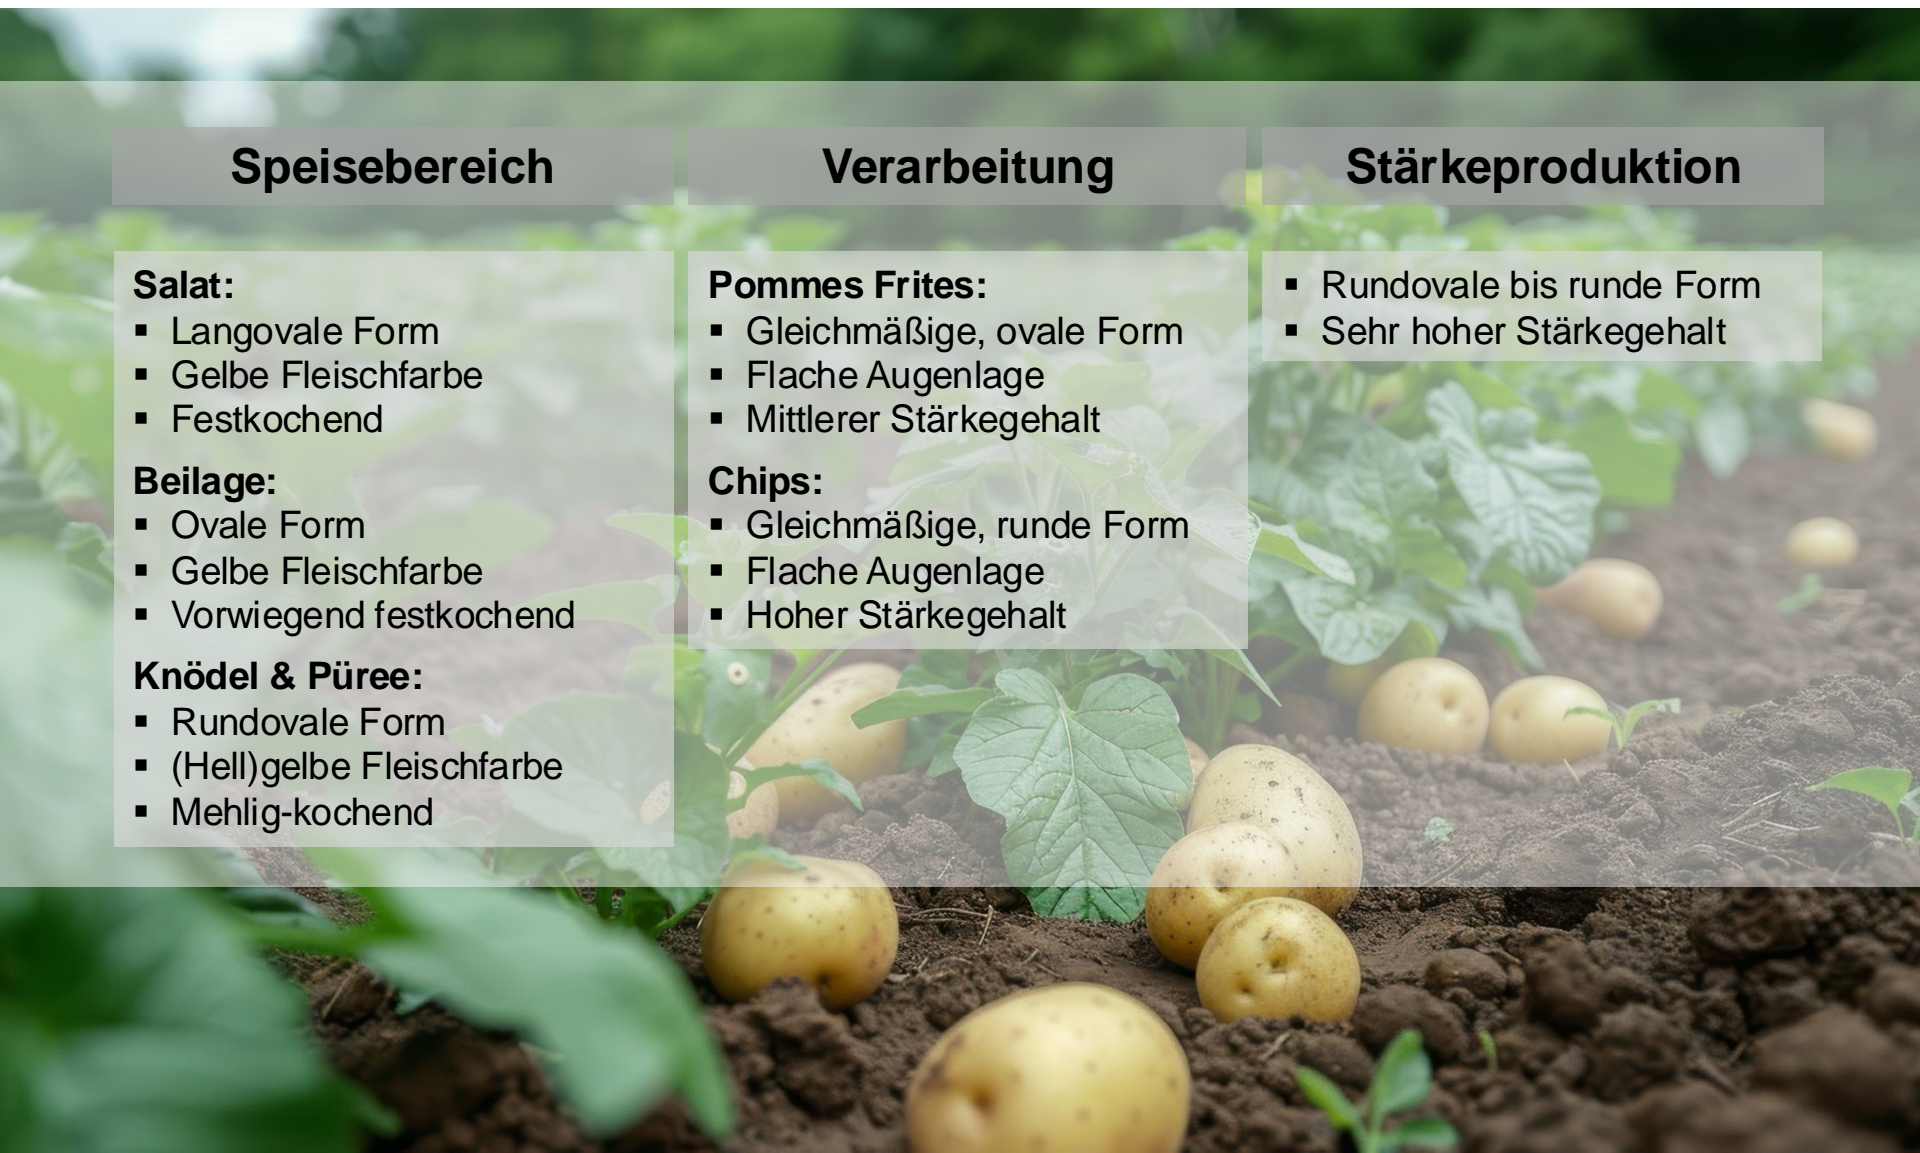 Speisebereich
Salat:
▪ Langovale Form
▪ Gelbe Fleischfarbe
▪ Festkochend
Beilage:
▪ Ovale Form
▪ Gelbe Fleischfarbe
▪ Vorwiegend festkochend
Knödel & Püree:
▪ Rundovale Form
▪ (Hell)gelbe Fleischfarbe
▪ Mehlig-kochend
Verarbeitung
Pommes Frites:
▪ Gleichmäßige, ovale Form
▪ Flache Augenlage
▪ Mittlerer Stärkegehalt
Chips:
▪ Gleichmäßige, runde Form
▪ Flache Augenlage
▪ Hoher Stärkegehalt
Stärkeproduktion
▪ Rundovale bis runde Form
▪ Sehr hoher Stärkegehalt